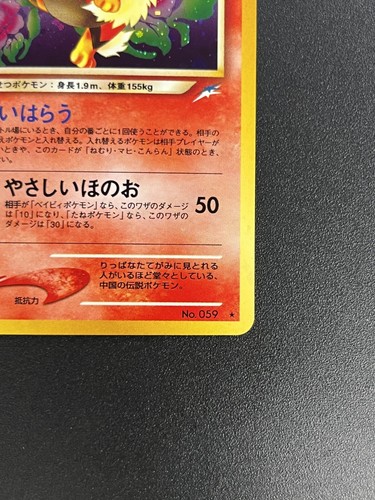 せつポケモン：身長1.9m、体重155kg
いはらう
トル場にいるとき、自分の番ごとに1回使うことができる。相手の
えポケモンと入れ替える。入れ替えるポケモンは相手プレイヤーが
いときや、このカードが「ねむり・マヒ・こんらん」状態のとき、
い。
やさしいほのお
50
相手が「ベイビィポケモン」なら、このワザのダメージ
は「10」になり、「たねポケモン」なら、このワザのダ
メージは「30」になる。
りっぱなたてがみに見とれる
人がいるほど堂々としている、
中国の伝説ポケモン。
抵抗力
No. 059 ★